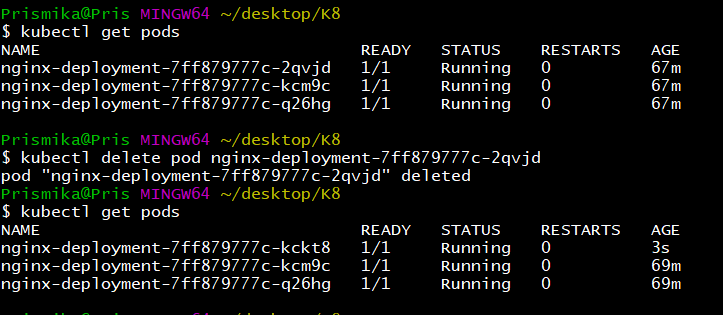 Prismika@Pris MINGW64 ~/desktop/K8
$ kubectl get pods
NAME READY STATUS RESTARTS AGE
nginx-deployment-7ff879777c-2qvjd 1/1 Running 0 67m
nginx-deployment-7ff879777c-kcm9c 1/1 Running 0 67m
nginx-deployment-7ff879777c-q26hg 1/1 Running 0 67m
Prismika@Pris MINGW64 ~/desktop/K8
$ kubectl delete pod nginx-deployment-7ff879777c-2qvjd
pod "nginx-deployment-7ff879777c-2qvjd" deleted
Prismika@Pris MINGW64 ~/desktop/K8
$ kubectl get pods
NAME READY STATUS RESTARTS AGE
nginx-deployment-7ff879777c-kckt8 1/1 Running 0 3s
nginx-deployment-7ff879777c-kcm9c 1/1 Running 0 69m
nginx-deployment-7ff879777c-q26hg 1/1 Running 0 69m